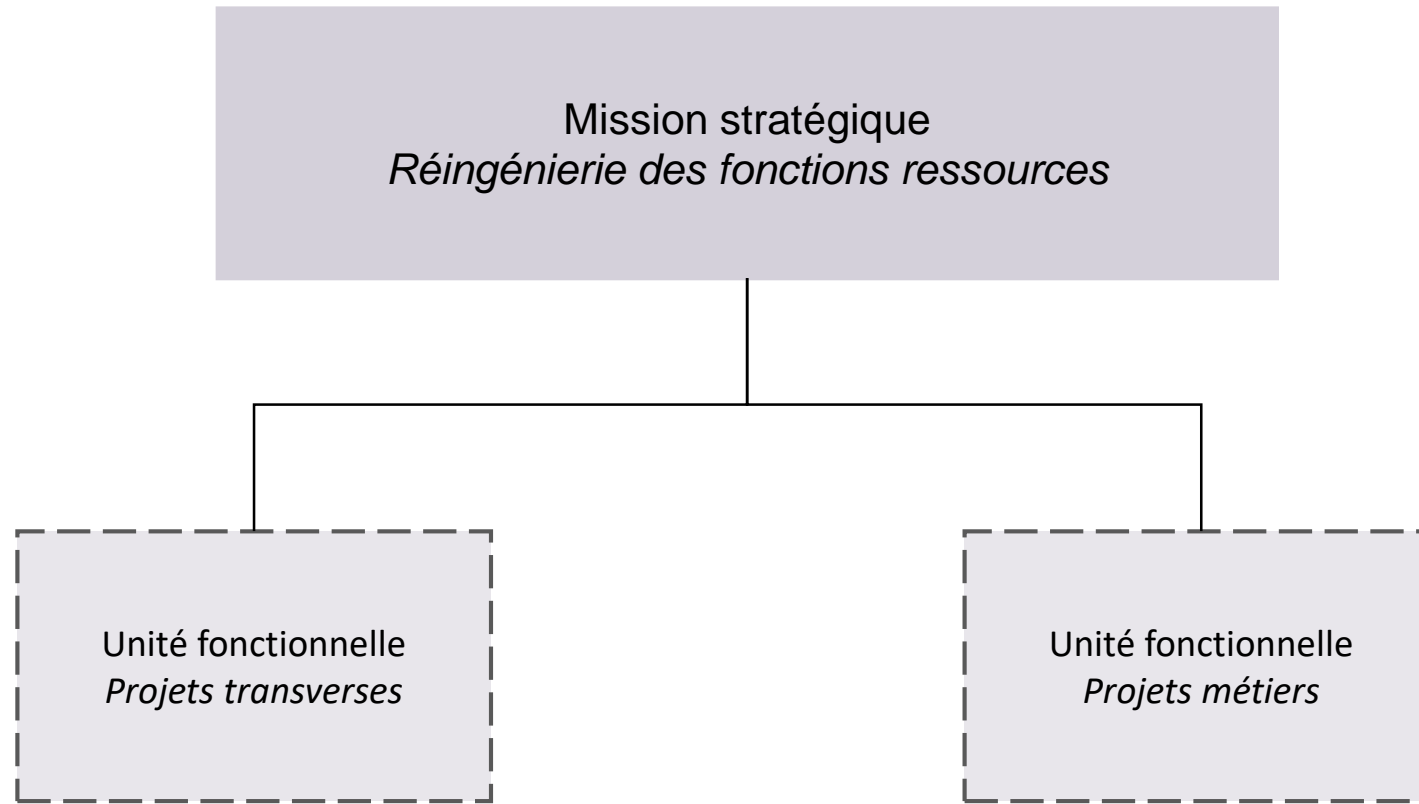 Mission stratégique
Réingénierie des fonctions ressources
Unité fonctionnelle
Projets transverses
Unité fonctionnelle
Projets métiers